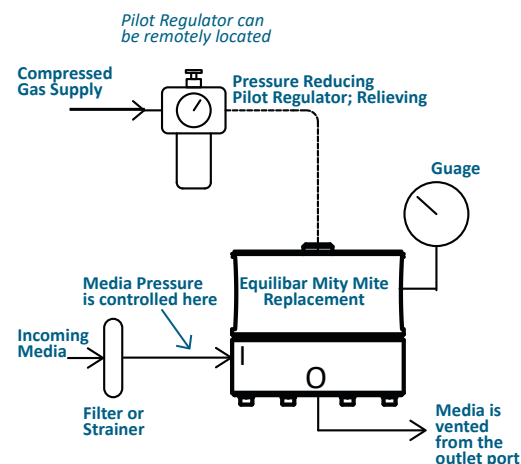 Pilot Regulator can
be remotely located
Compressed
Gas Supply
Pressure Reducing
Pilot Regulator; Relieving
Guage
Media Pressure
is controlled here
Equilibar Mity Mite
Replacement
Incoming
Media
I
O
Filter or
Strainer
Media is
vented
from the
outlet port